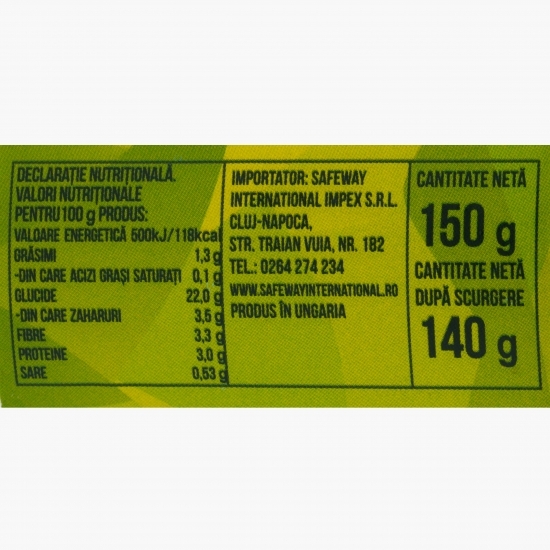 DECLARAȚIE NUTRIȚIONALĂ.
VALORI NUTRIȚIONALE
PENTRU 100 g PRODUS:
VALOARE ENERGETICĂ 500kJ/118kcal
GRĂSIMI 1,3 g
-DIN CARE ACIZI GRAȘI SATURAȚI 0,1 g
GLUCIDE 22,0 g
-DIN CARE ZAHARURI 3,5 g
FIBRE 3,3 g
PROTEINE 3,0 g
SARE 0,53 g
IMPORTATOR: SAFEWAY
INTERNATIONAL IMPEX S.R.L.
CLUJ-NAPOCA,
STR. TRAIAN VUIA, NR. 182
TEL.: 0264 274 234
WWW.SAFEWAYINTERNATIONAL.RO
PRODUS ÎN UNGARIA
CANTITATE NETĂ
150 g
CANTITATE NETĂ
DUPĂ SCURGERE
140 g